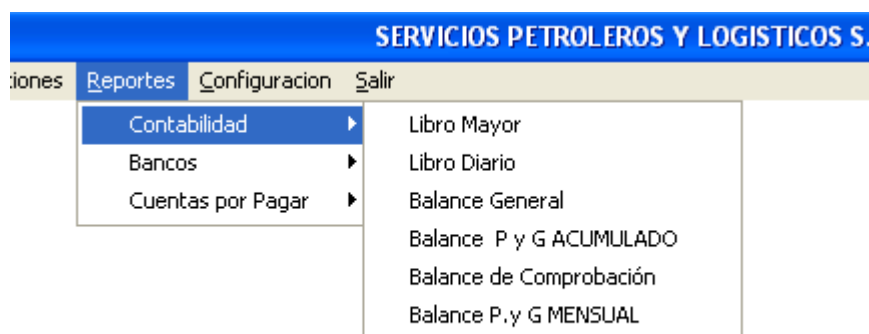 SERVICIOS PETROLEROS Y LOGISTICOS S.
ciones Reportes Configuracion Salir
Contabilidad
Bancos
Cuentas por Pagar
Libro Mayor
Libro Diario
Balance General
Balance P y G ACUMULADO
Balance de Comprobación
Balance P.y G MENSUAL